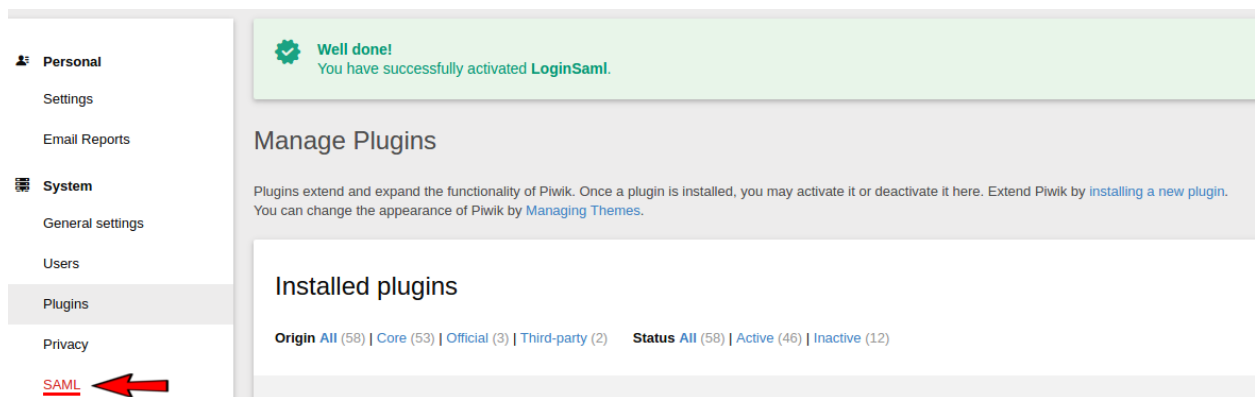 Personal
Settings
Email Reports
System
General settings
Users
Plugins
Privacy
SAML
Well done!
You have successfully activated LoginSaml.
Manage Plugins
Plugins extend and expand the functionality of Piwik. Once a plugin is installed, you may activate it or deactivate it here. Extend Piwik by installing a new plugin.
You can change the appearance of Piwik by Managing Themes.
Installed plugins
Origin All (58) | Core (53) | Official (3) | Third-party (2) Status All (58) | Active (46) | Inactive (12)